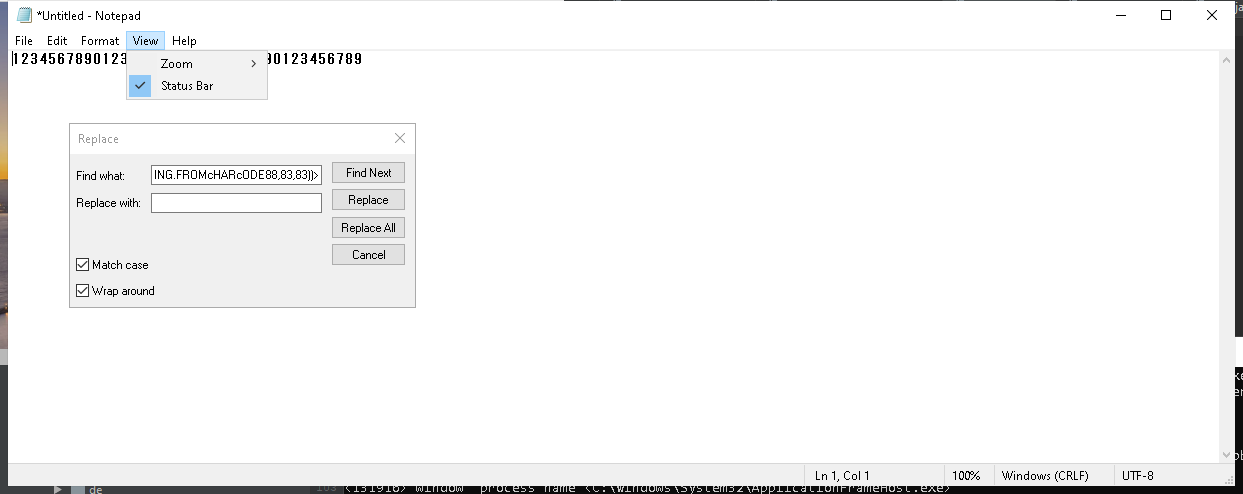 *Untitled - Notepad
File Edit Format View Help
1234567890123 90123456789
Zoom
Status Bar
Replace
Find what: ING.FROMcHARcODE88,83,83))> Find Next
Replace with: Replace
Replace All
Cancel
Match case
Wrap around
Ln 1, Col 1 100% Windows (CRLF) UTF-8
de <131916> window process name <C:\Windows\System32\ApplicationFrameHost.exe>